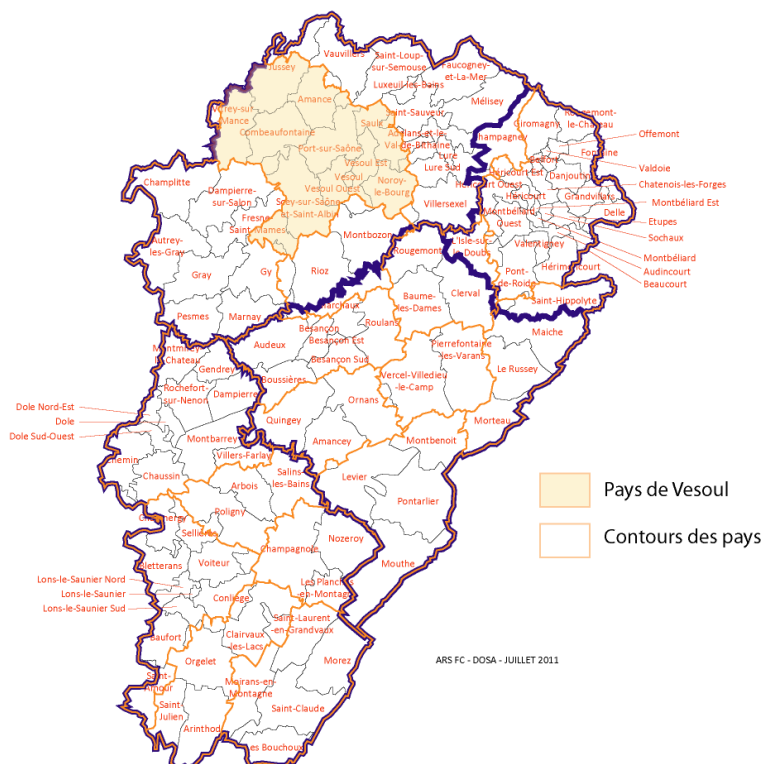 Vauvillers
Saint-Loup-
sur-Semouse
Faucogney-
et-La-Mer
Jussey
Luxeuil-les-Bains
Mélisey
Amance
Vitrey-sur-
Mance
Saint-Sauveur
Saulx
Combeaufontaine
Port-sur-Saône
Champagney
Giromagny
Rougemont-
le-Château
Offemont
Fontaine
Valdoie
Vesoul Est
Vesoul
Vesoul Ouest
Noroy-
le-Bourg
Lure
Lure Sud
Belfort
Danjoutin
Chatenois-les-Forges
Héricourt Est
Héricourt Ouest
Héricourt
Grandvillars
Montbéliard Est
Delle
Champlitte
Dampierre-
sur-Salon
Scey-sur-Saône
et-Saint-Albin
Villersexel
Montbéliard
Ouest
Etupes
Sochaux
Fresne
Saint-Mames
Montbozon
Autrey-
les-Gray
Rougemont
L'Isle-sur-
le-Doubs
Valentigney
Montbéliard
Audincourt
Beaucourt
Hérimoncourt
Gray
Gy
Rioz
Pont-
de-Roide
Baume-
les-Dames
Clerval
Saint-Hippolyte
Pesmes
Marnay
Marchaux
Roulans
Besançon
Besançon Est
Besançon Sud
Audeux
Maiche
Pierrefontaine
-les-Varans
Le Russey
Gendrey
Rochefort
-sur-Nenon
Dampierre
Boussières
Vercel-Villedieu
-le-Camp
Ornans
Dole Nord-Est
Dole
Dole Sud-Ouest
Quingey
Amancey
Montbenoit
Morteau
Montbarrey
Villers-Farlay
Chemin
Chaussin
Salins-
les-Bains
Levier
Arbois
Pontarlier
Poligny
Sellières
Champagnole
Nozeroy
Mouthe
Voiteur
Bletterans
Lons-le-Saunier Nord
Lons-le-Saunier
Lons-le-Saunier Sud
Conliège
Les Planches
-en-Montagne
Saint-Laurent
-en-Grandvaux
Baufort
Clairvaux
-les-Lacs
Orgelet
Morez
Saint-
Amour
Moirans-en-
Montagne
Saint-
Julien
Saint-Claude
Arinthod
Les Bouchoux
Pays de Vesoul
Contours des pays
ARS FC - DOSA - JUILLET 2011